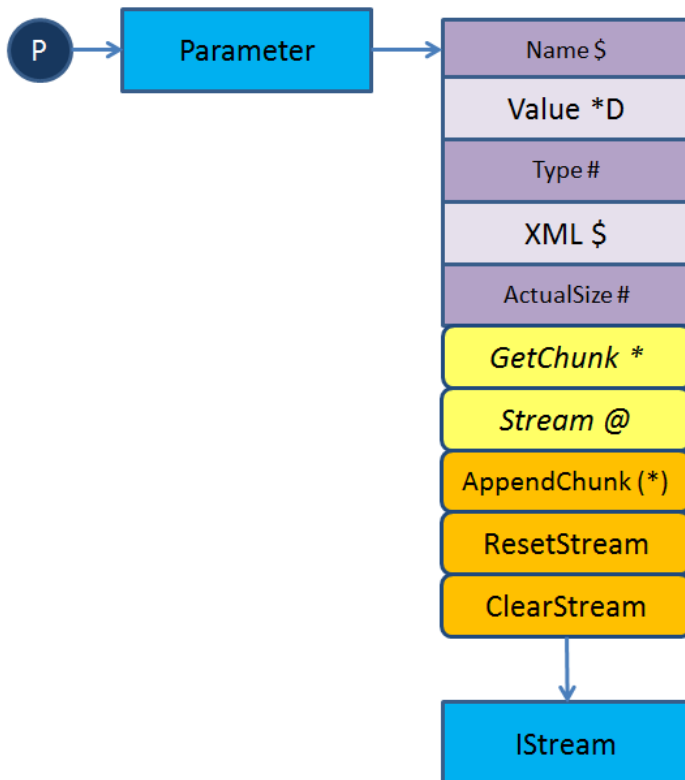 P
Parameter
Name $
Value *D
Type #
XML $
ActualSize #
GetChunk *
Stream @
AppendChunk (*)
ResetStream
ClearStream
IStream